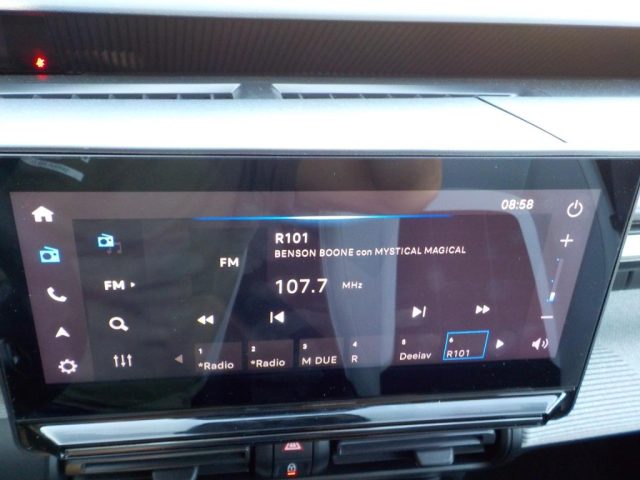 08:58
R101
BENSON BOONE con MYSTICAL MAGICAL
FM
FM
107.7 MHz
1 *Radio
2 *Radio
3 M DUE
4 R
5 Deejay
6 R101